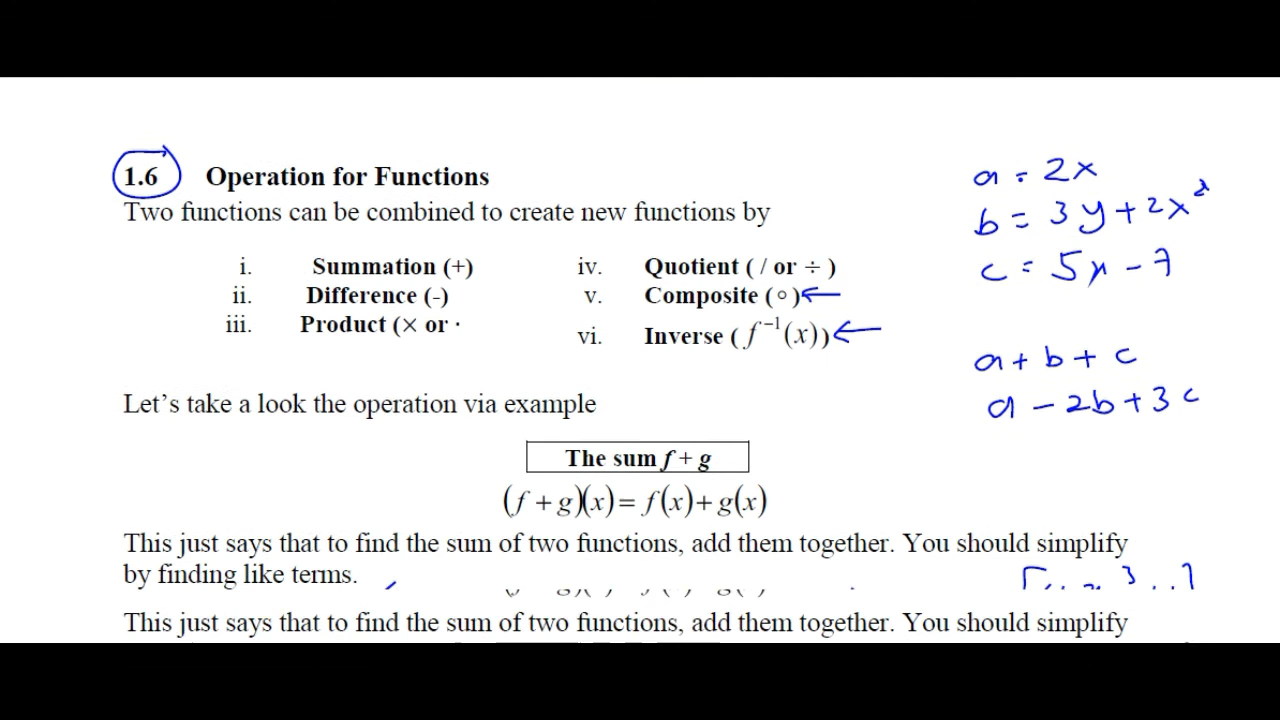 1.6 Operation for Functions
Two functions can be combined to create new functions by
i. Summation (+)
ii. Difference (-)
iii. Product (× or ·
iv. Quotient ( / or ÷ )
v. Composite (∘)
vi. Inverse ( f⁻¹(x))
Let’s take a look the operation via example
The sum f + g
(f + g)(x) = f(x) + g(x)
This just says that to find the sum of two functions, add them together. You should simplify
by finding like terms.
This just says that to find the sum of two functions, add them together. You should simplify
a = 2x
b = 3y + 2x²
c = 5x - 7
a + b + c
a - 2b + 3c